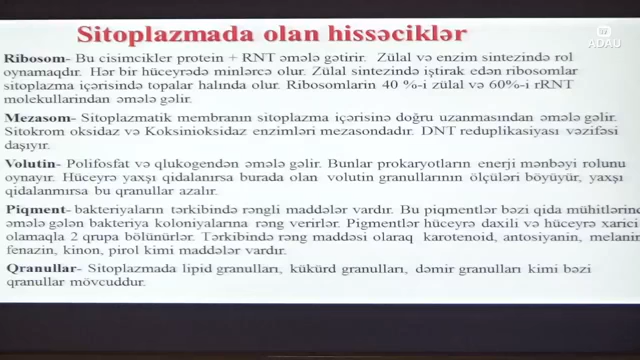 Sitoplazmada olan hissəciklər
ADAU
Ribosom- Bu cisimcikler protein + RNT əmələ gətirir. Zülal və enzim sintezində rol
oynamaqdır. Hər bir hüceyrədə minlərcə olur. Zülal sintezində iştirak edən ribosomlar
sitoplazma içərisində topalar halında olur. Ribosomlarin 40 %-i zülal və 60%-i rRNT
molekullarindan əmələ gəlir.
Mezasom- Sitoplazmatik membranın sitoplazma içərisinə doğru uzanmasından əmələ gəlir.
Sitokrom oksidaz və Koksinioksidaz enzimləri mezasondadır. DNT reduplikasiyası vəzifəsi
daşıyır.
Volutin- Polifosfat və qlukogendən əmələ gəlir. Bunlar prokaryotların enerji mənbəyi rolunu
oynayır. Hüceyrə yaxşı qidalanırsa burada olan volutin granullarının ölçüləri böyüyür, yaxşı
qidalanmırsa bu qranullar azalır.
Piqment- bakteriyaların tərkibində rəngli maddələr vardır. Bu piqmentlər bəzi qida mühitlərində
əmələ gələn bakteriya koloniyalarına rəng verirlər. Pigmentlər hüceyrə daxili və hüceyrə xarici
olamaqla 2 qrupa bölünürlər. Tərkibində rəng maddəsi olaraq karotenoid, antosiyanin, melanin
fenazin, kinon, pirol kimi maddələr vardır.
Qranullar- Sitoplazmada lipid granulları, kükürd granulları, dəmir granulları kimi bəzi
qranullar mövcuddur.